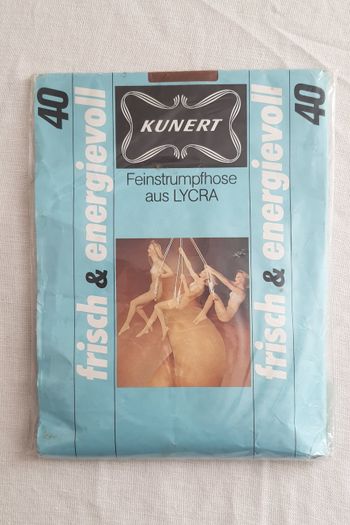 40
frisch & energievoll
KUNERT
Feinstrumpfhose
aus LYCRA
40
frisch & energievoll